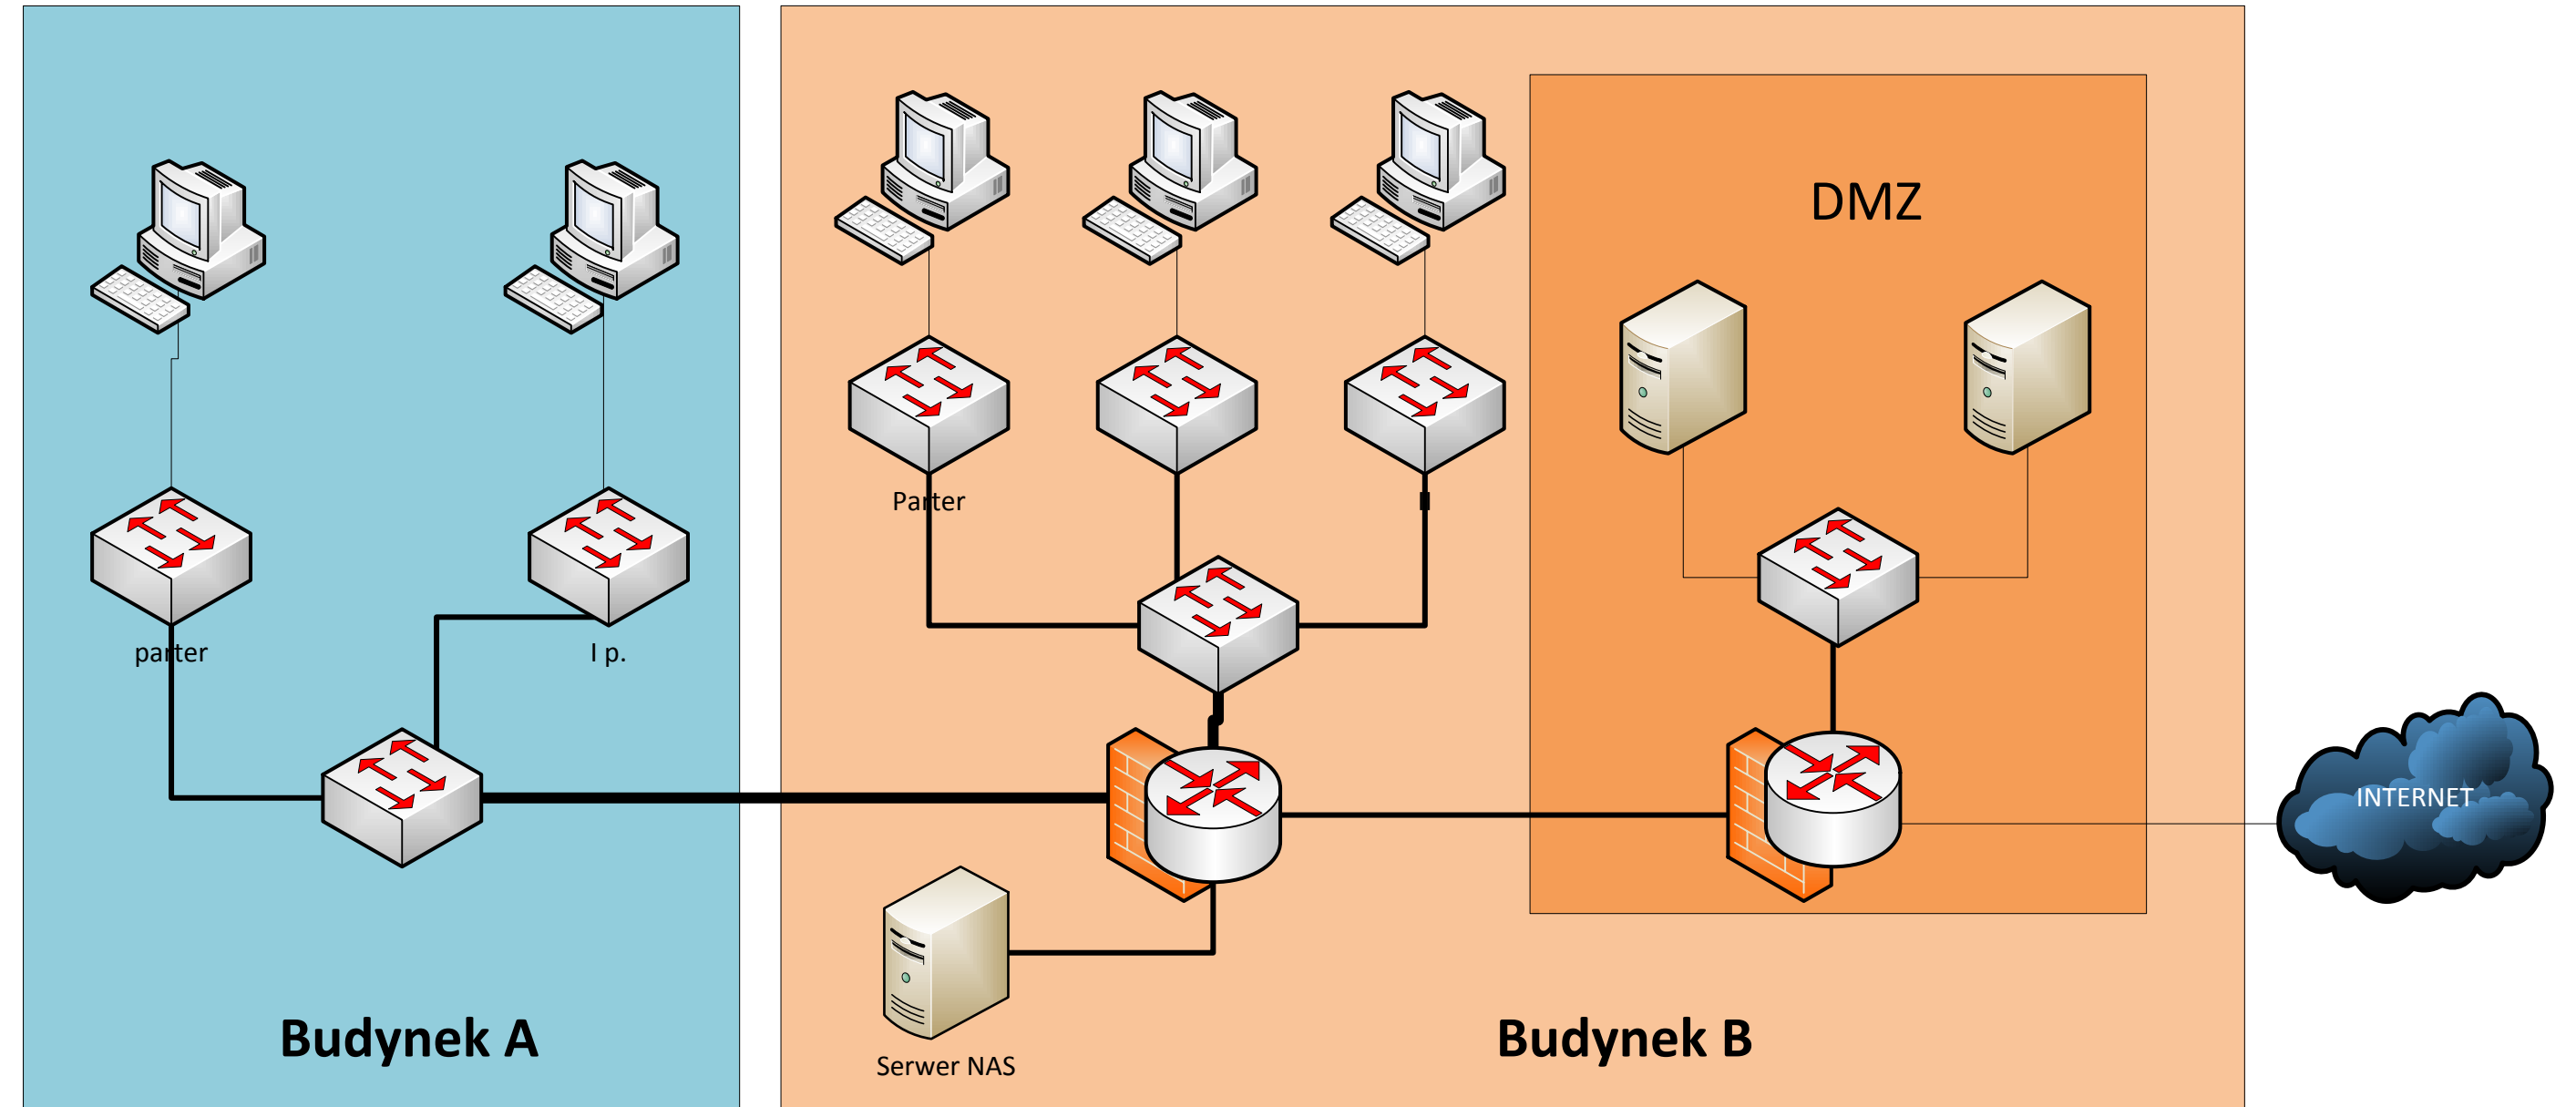 DMZ
Parter
parter
I p.
INTERNET
Budynek A
Budynek B
Serwer NAS